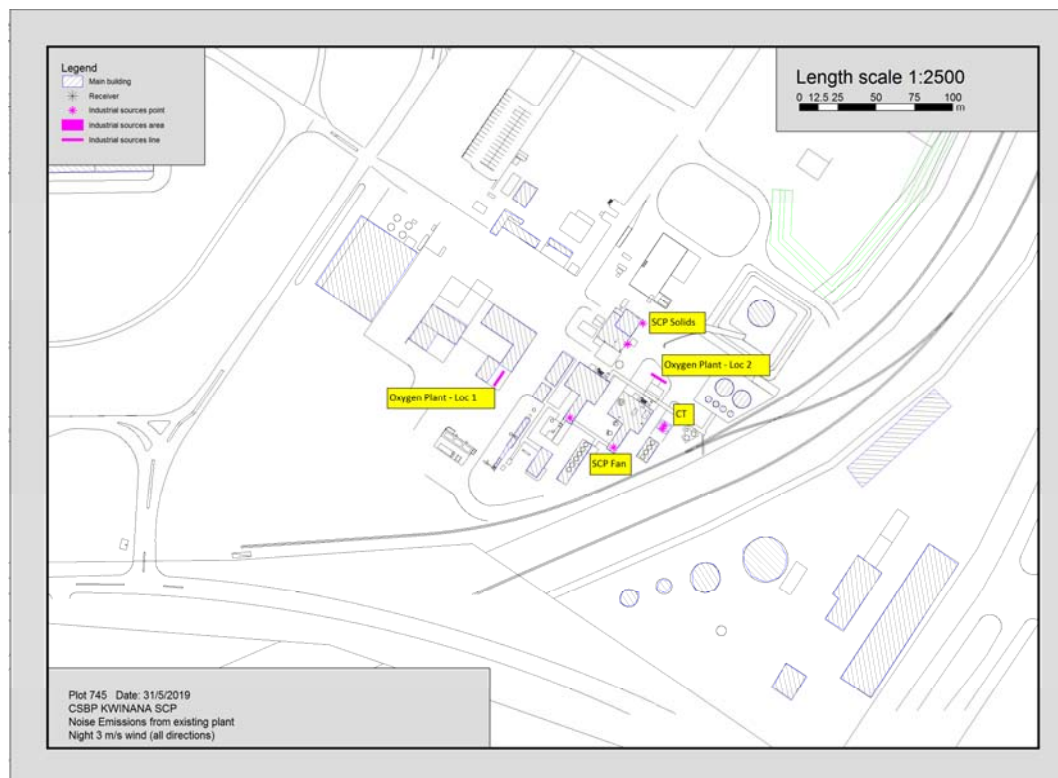 Legend
Main building
Receiver
Industrial sources point
Industrial sources area
Industrial sources line
Length scale 1:2500
0 12.5 25 50 75 100
m
SCP Solids
Oxygen Plant - Loc 2
Oxygen Plant - Loc 1
CT
SCP Fan
Plot 745 Date: 31/5/2019
CSBP KWINANA SCP
Noise Emissions from existing plant
Night 3 m/s wind (all directions)